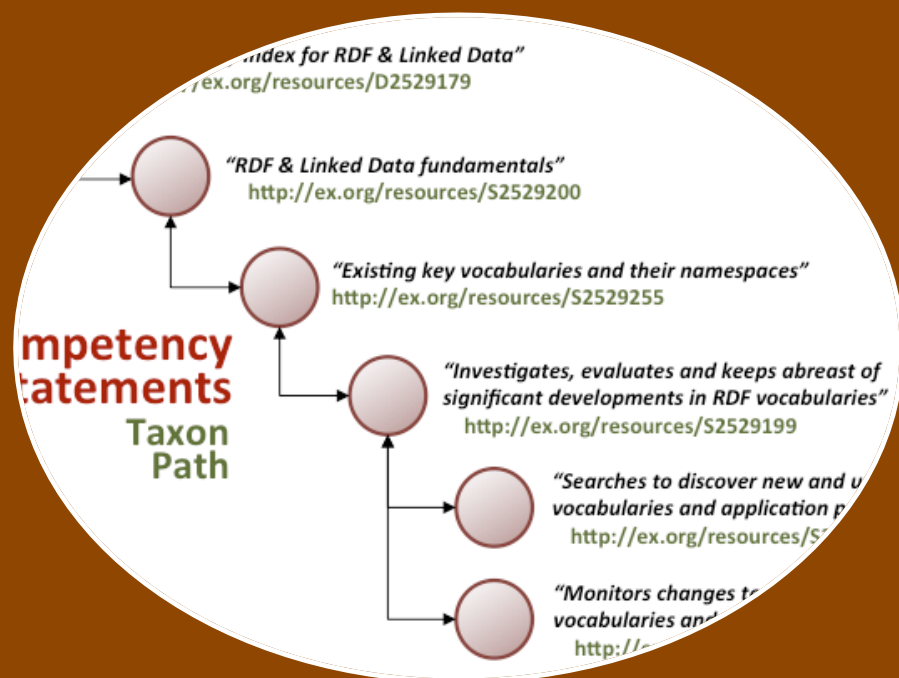 for RDF & Linked Data”
ex.org/resources/D2529179
“RDF & Linked Data fundamentals”
http://ex.org/resources/S2529200
“Existing key vocabularies and their namespaces”
http://ex.org/resources/S2529255
“Investigates, evaluates and keeps abreast of
significant developments in RDF vocabularies”
http://ex.org/resources/S2529199
mpetency
tatements
Taxon
Path
“Searches to discover new and
vocabularies and application
http://ex.org/resources/S
“Monitors changes
vocabularies and
http://